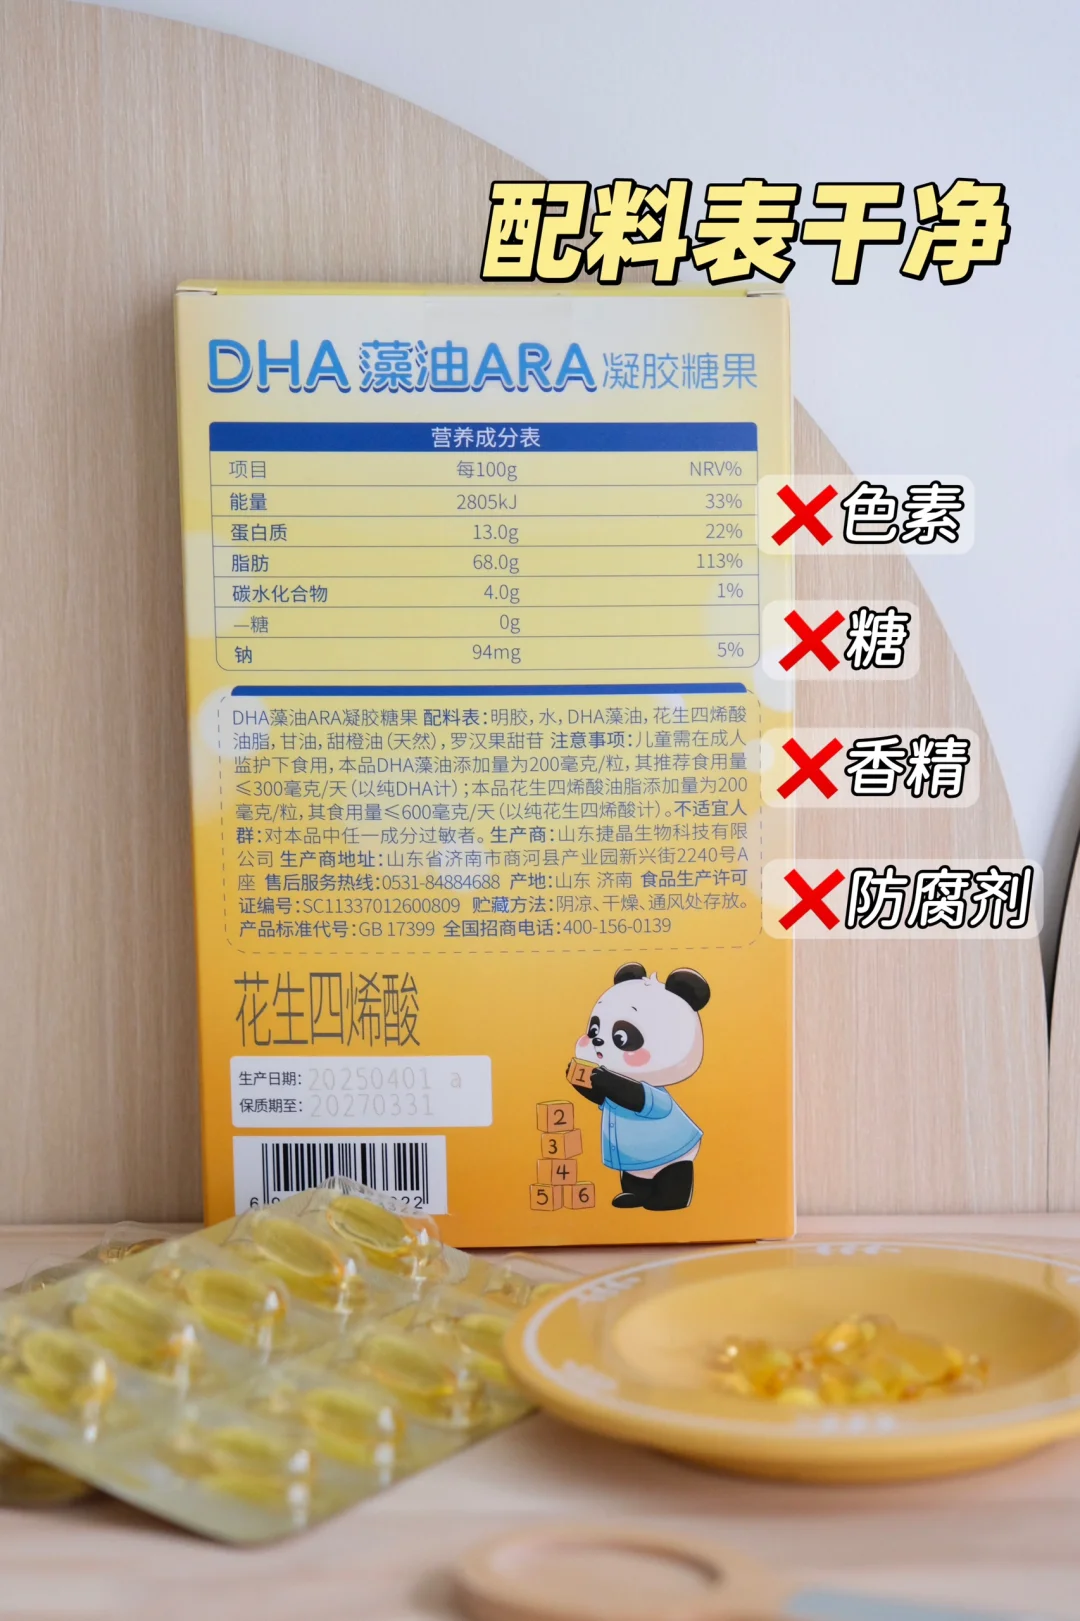 配料表干净
DHA藻油ARA凝胶糖果
营养成分表
项目 每100g NRV%
能量 2805kJ 33%
蛋白质 13.0g 22%
脂肪 68.0g 113%
碳水化合物 4.0g 1%
—糖 0g
钠 94mg 5%
❌色素
❌糖
❌香精
❌防腐剂
DHA藻油ARA凝胶糖果 配料表:明胶,水,DHA藻油,花生四烯酸
油脂,甘油,甜橙油(天然),罗汉果甜苷 注意事项:儿童需在成人
监护下食用,本品DHA藻油添加量为200毫克/粒,其推荐食用量
≤300毫克/天(以纯DHA计);本品花生四烯酸油脂添加量为200
毫克/粒,其食用量≤600毫克/天(以纯花生四烯酸计)。不适宜人
群:对本品中任一成分过敏者。生产商:山东捷晶生物科技有限
公司 生产商地址:山东省济南市商河县产业园新兴街2240号A
座 售后服务热线:0531-84884688 产地:山东 济南 食品生产许可
证编号:SC11337012600809 贮藏方法:阴凉、干燥、通风处存放。
产品标准代号:GB 17399 全国招商电话:400-156-0139
花生四烯酸
生产日期:20250401 a
保质期至:20270331
1
2
3
4
5 6